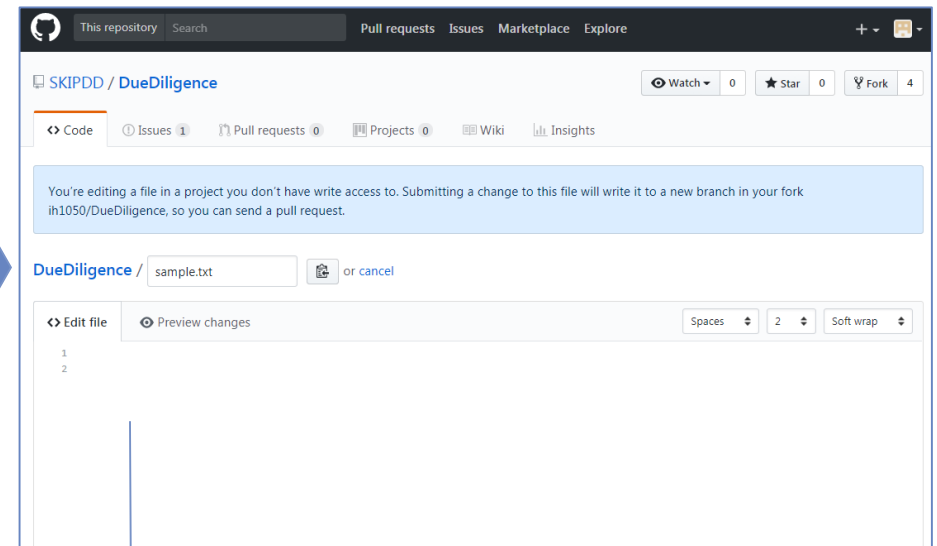 This repository Search Pull requests Issues Marketplace Explore
SKIPDD / DueDiligence Watch 0 Star 0 Fork 4
Code Issues 1 Pull requests 0 Projects 0 Wiki Insights
You're editing a file in a project you don't have write access to. Submitting a change to this file will write it to a new branch in your fork
ih1050/DueDiligence, so you can send a pull request.
DueDiligence / sample.txt or cancel
Edit file Preview changes Spaces 2 Soft wrap
1
2